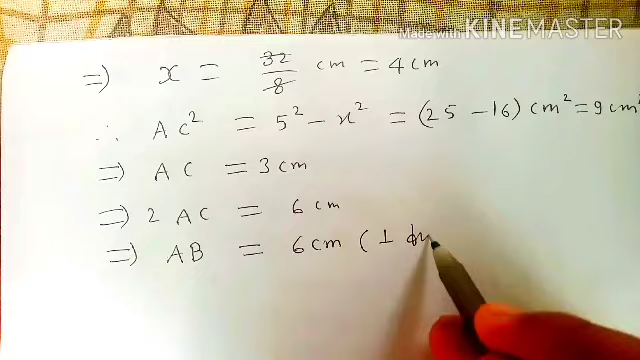 Made with KINEMASTER
⇒ x = 32/8 cm = 4 cm
∴ AC² = 5² − x² = (25 − 16) cm² = 9 cm²
⇒ AC = 3 cm
⇒ 2 AC = 6 cm
⇒ AB = 6 cm ( ⊥